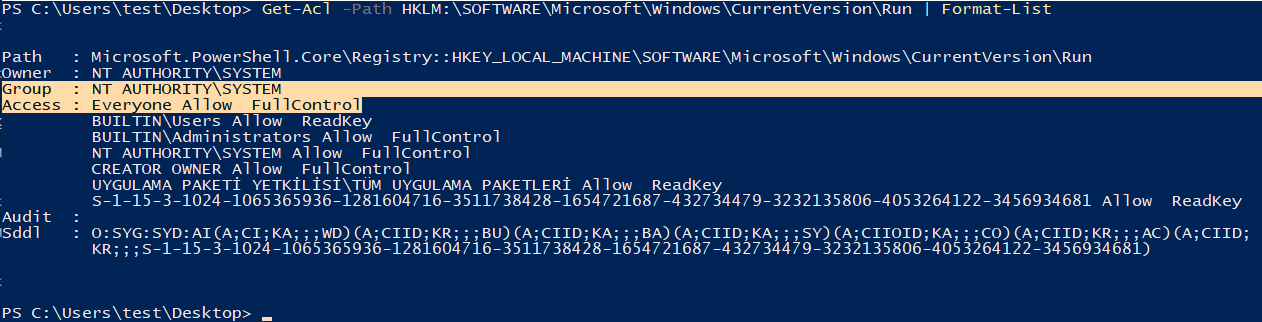 PS C:\Users\test\Desktop> Get-Acl -Path HKLM:\SOFTWARE\Microsoft\Windows\CurrentVersion\Run | Format-List
Path   : Microsoft.PowerShell.Core\Registry::HKEY_LOCAL_MACHINE\SOFTWARE\Microsoft\Windows\CurrentVersion\Run
Owner  : NT AUTHORITY\SYSTEM
Group  : NT AUTHORITY\SYSTEM
Access : Everyone Allow  FullControl
         BUILTIN\Users Allow  ReadKey
         BUILTIN\Administrators Allow  FullControl
         NT AUTHORITY\SYSTEM Allow  FullControl
         CREATOR OWNER Allow  FullControl
         UYGULAMA PAKETİ YETKİLİSİ\TÜM UYGULAMA PAKETLERİ Allow  ReadKey
         S-1-15-3-1024-1065365936-1281604716-3511738428-1654721687-432734479-3232135806-4053264122-3456934681 Allow  ReadKey
Audit  :
Sddl   : O:SYG:SYD:AI(A;CI;KA;;;WD)(A;CIID;KR;;;BU)(A;CIID;KA;;;BA)(A;CIID;KA;;;SY)(A;CIIOID;KA;;;CO)(A;CIID;KR;;;AC)(A;CIID;
         KR;;;S-1-15-3-1024-1065365936-1281604716-3511738428-1654721687-432734479-3232135806-4053264122-3456934681)
PS C:\Users\test\Desktop>